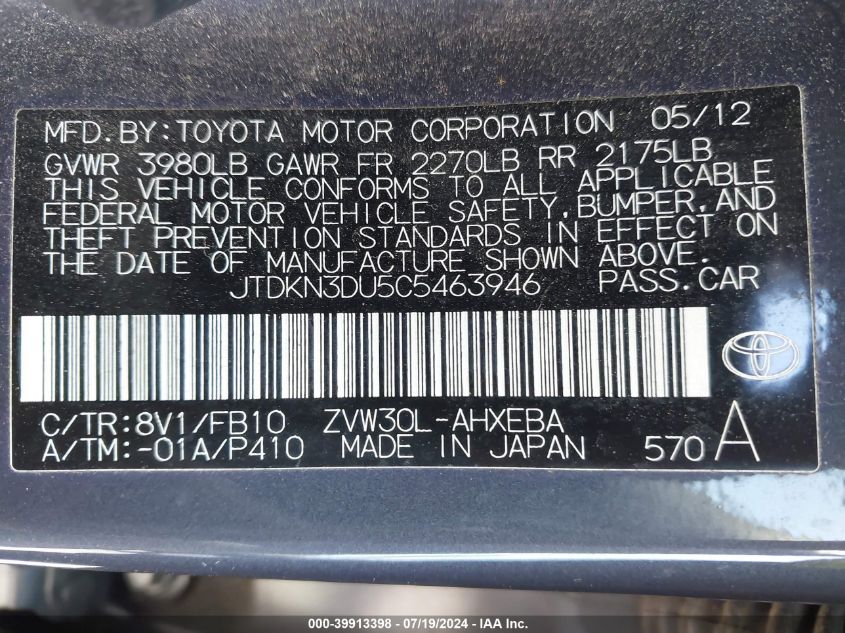 MFD.BY:TOYOTA MOTOR CORPORATION 05/12
GVWR 3980LB GAWR FR 2270LB RR 2175LB
THIS VEHICLE CONFORMS TO ALL APPLICABLE
FEDERAL MOTOR VEHICLE SAFETY,BUMPER,AND
THEFT PREVENTION STANDARDS IN EFFECT ON
THE DATE OF MANUFACTURE SHOWN ABOVE.
JTDKN3DU5C5463946 PASS.CAR
C/TR:8V1/FB10 ZVW30L-AHXEBA
A/TM:-01A/P410 MADE IN JAPAN 570 A
000-39913398 - 07/19/2024 - IAA Inc.